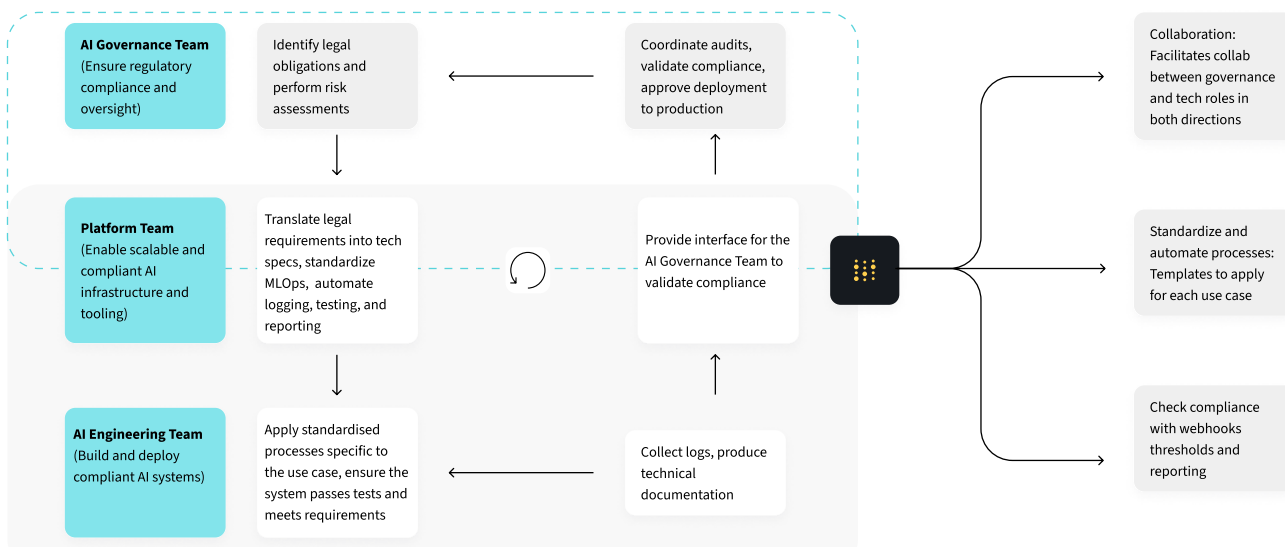 AI Governance Team
(Ensure regulatory
compliance and
oversight)
Identify legal
obligations and
perform risk
assessments
Coordinate audits,
validate compliance,
approve deployment
to production
Collaboration:
Facilitates collab
between governance
and tech roles in
both directions
Platform Team
(Enable scalable and
compliant AI
infrastructure and
tooling)
Translate legal
requirements into tech
specs, standardize
MLOps, automate
logging, testing, and
reporting
Provide interface for the
AI Governance Team to
validate compliance
Standardize and
automate processes:
Templates to apply
for each use case
AI Engineering Team
(Build and deploy
compliant AI systems)
Apply standardised
processes specific to
the use case, ensure the
system passes tests and
meets requirements
Collect logs, produce
technical
documentation
Check compliance
with webhooks
thresholds and
reporting